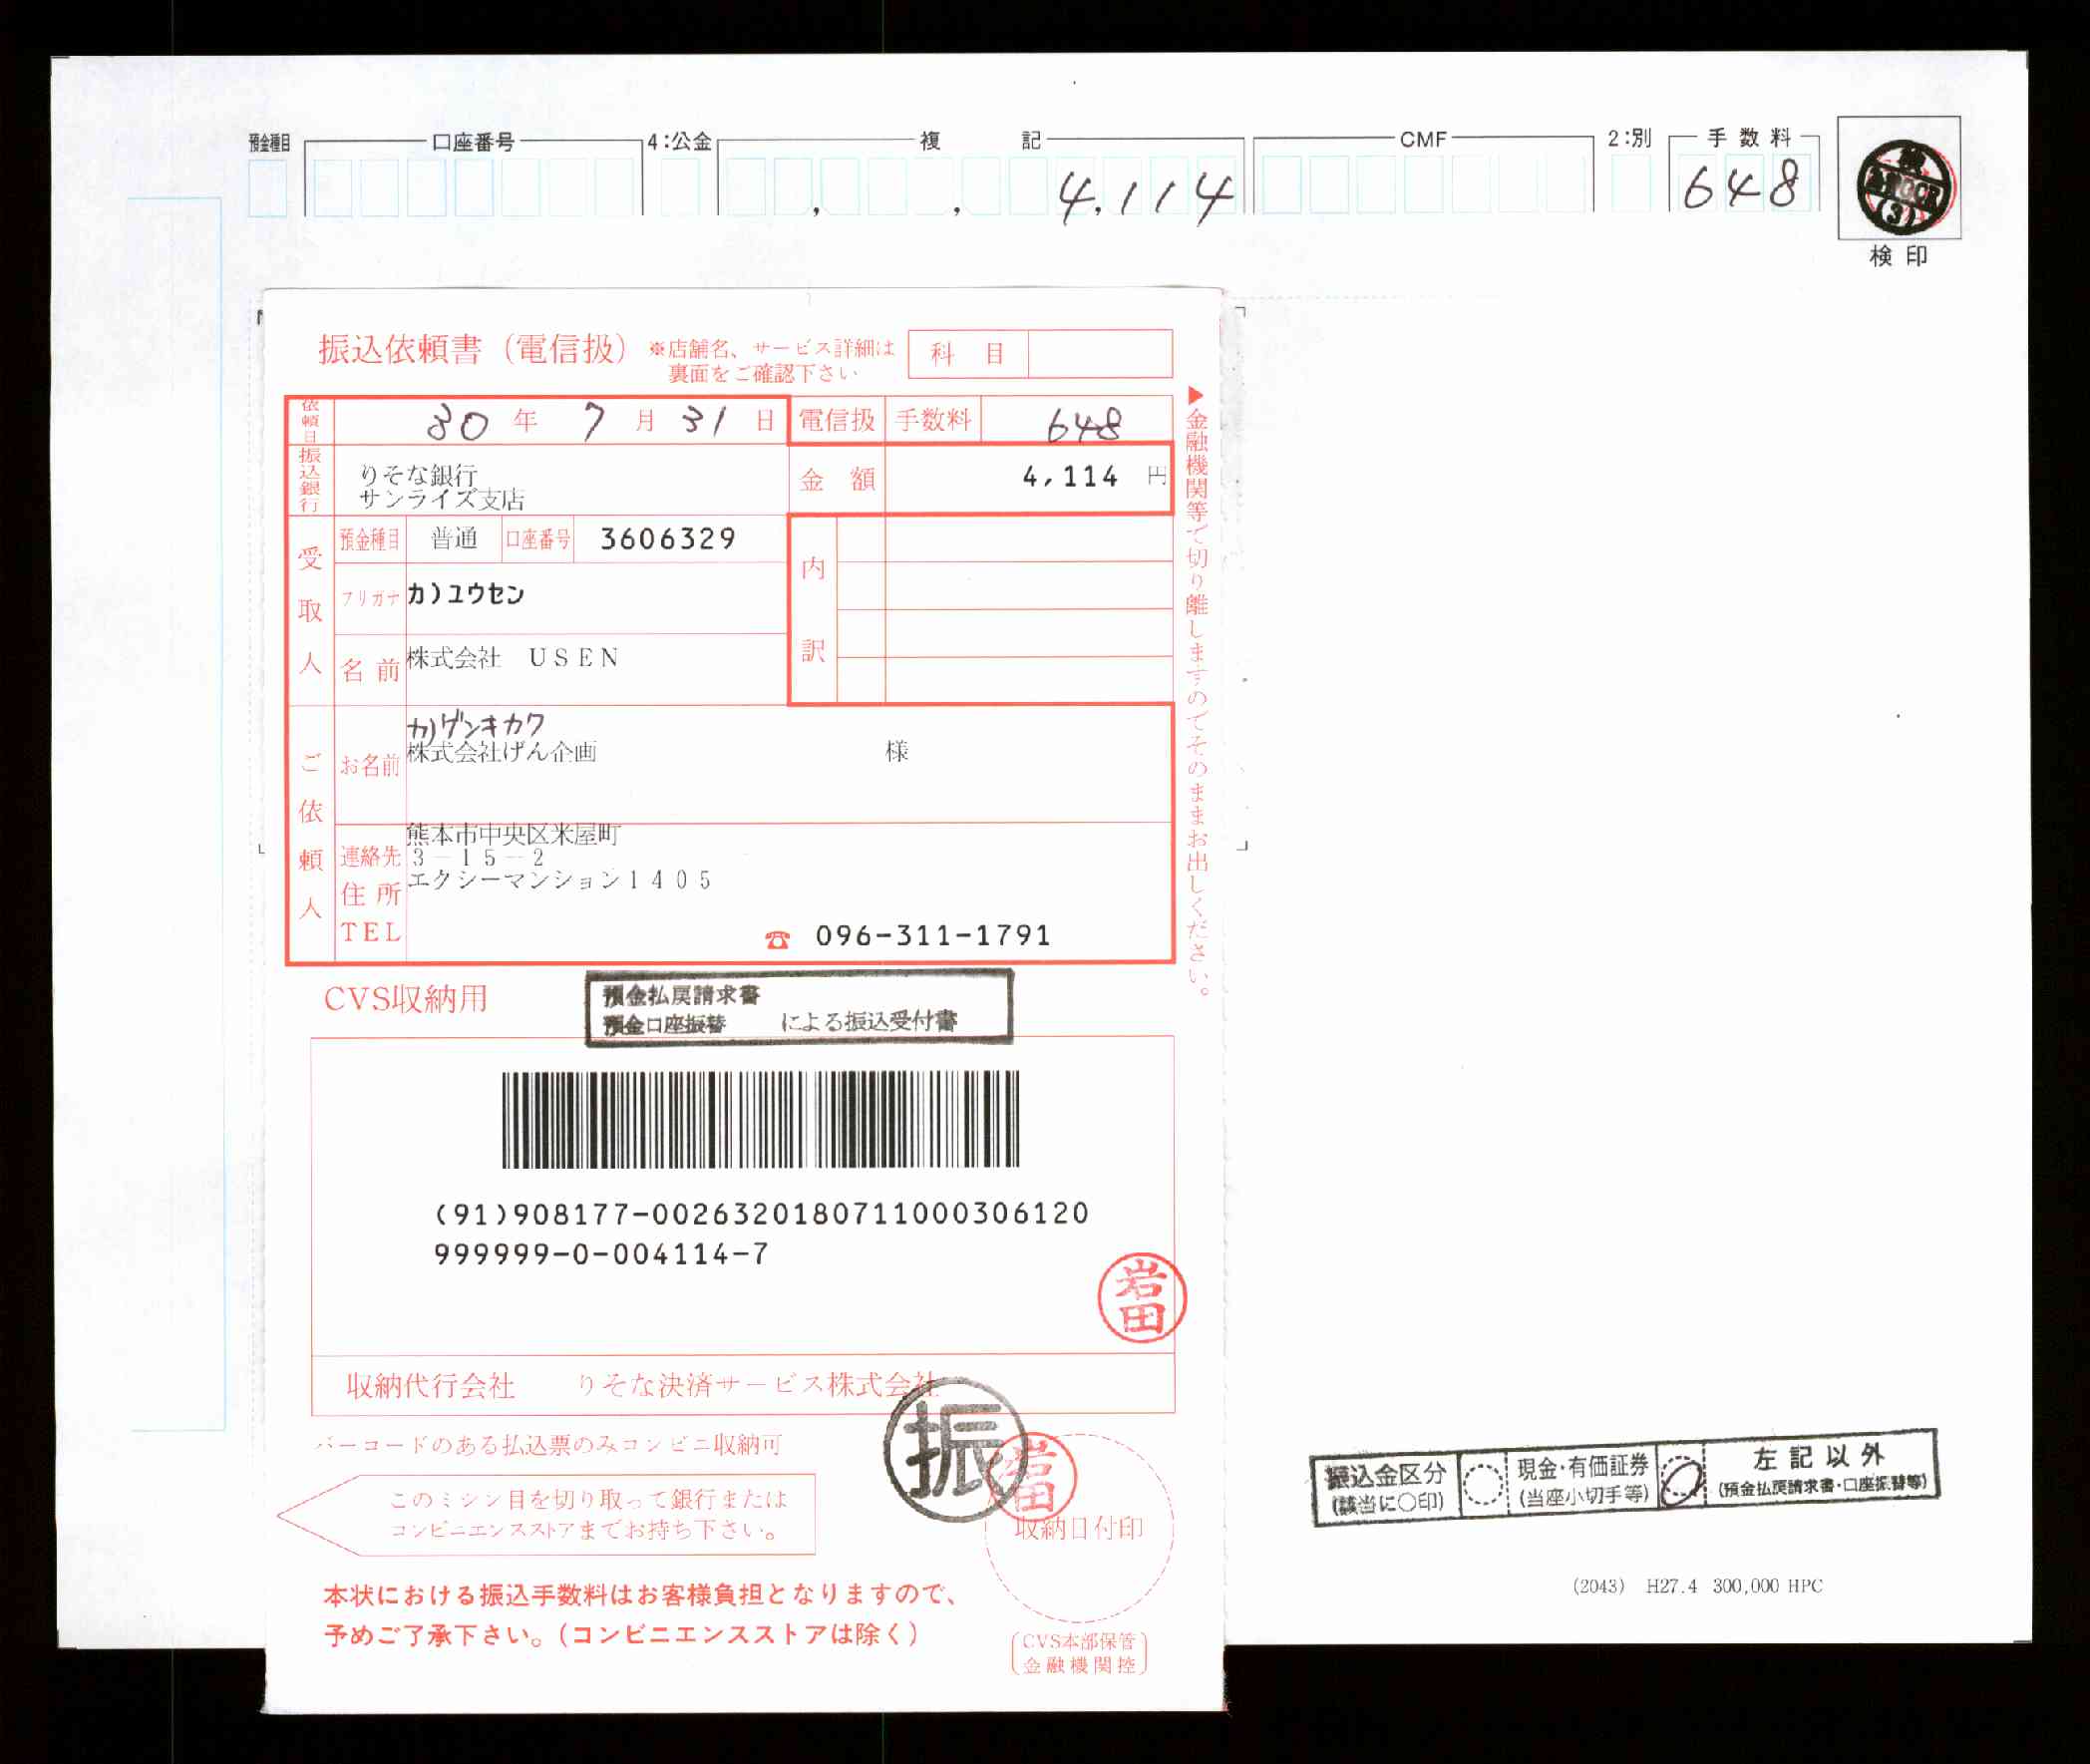 預金種目 口座番号 4:公金 複 記 CMF 2:別 手数料
4,114 648
検印
振込依頼書（電信扱） ※店舗名、サービス詳細は 裏面をご確認下さい 科 目
依頼日 30 年 7 月 31 日 電信扱 手数料 648
振込銀行 りそな銀行 サンライズ支店 金 額 4,114 円
受取人 預金種目 普通 口座番号 3606329
フリガナ カ)ユウセン
名前 株式会社 USEN
内訳
ご依頼人 お名前 カ)ゲンキカク
株式会社げん企画 様
連絡先 住所 TEL
熊本市中央区米屋町
3－15－2
エクシーマンション1405
☎ 096-311-1791
▶金融機関等で切り離しますのでそのままお出しください。
CVS収納用
預金払戻請求書
預金口座振替 による振込受付書
(91)908177-0026320180711000306120
999999-0-004114-7
岩田
収納代行会社 りそな決済サービス株式会社
バーコードのある払込票のみコンビニ収納可
振
岩田
このミシン目を切り取って銀行または
コンビニエンスストアまでお持ち下さい。
収納日付印
本状における振込手数料はお客様負担となりますので、
予めご了承下さい。(コンビニエンスストアは除く)
CVS本部保管
金融機関控
振込金区分 (該当に○印) 現金・有価証券 (当座小切手等) 左記以外 (預金払戻請求書・口座振替等)
(2043) H27.4 300,000 HPC